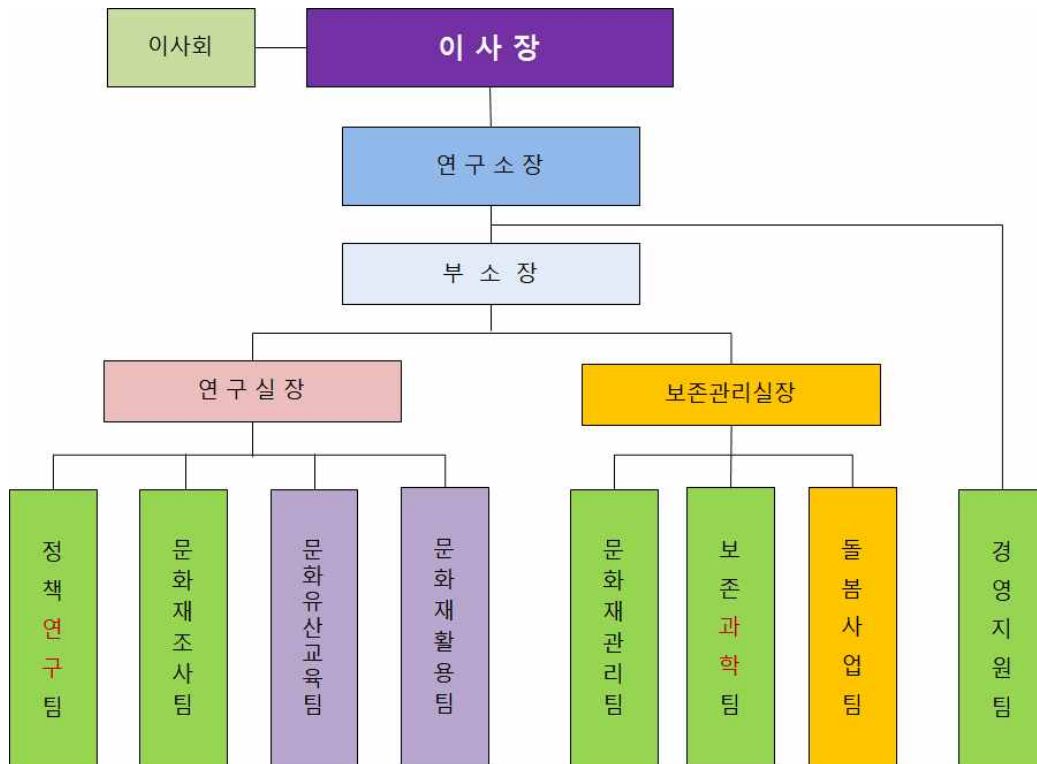 이사회
이 사 장
연 구 소 장
부 소 장
연 구 실 장
보존관리실장
정책연구팀
문화재조사팀
문화유산교육팀
문화재활용팀
문화재관리팀
보존과학팀
돌봄사업팀
경영지원팀